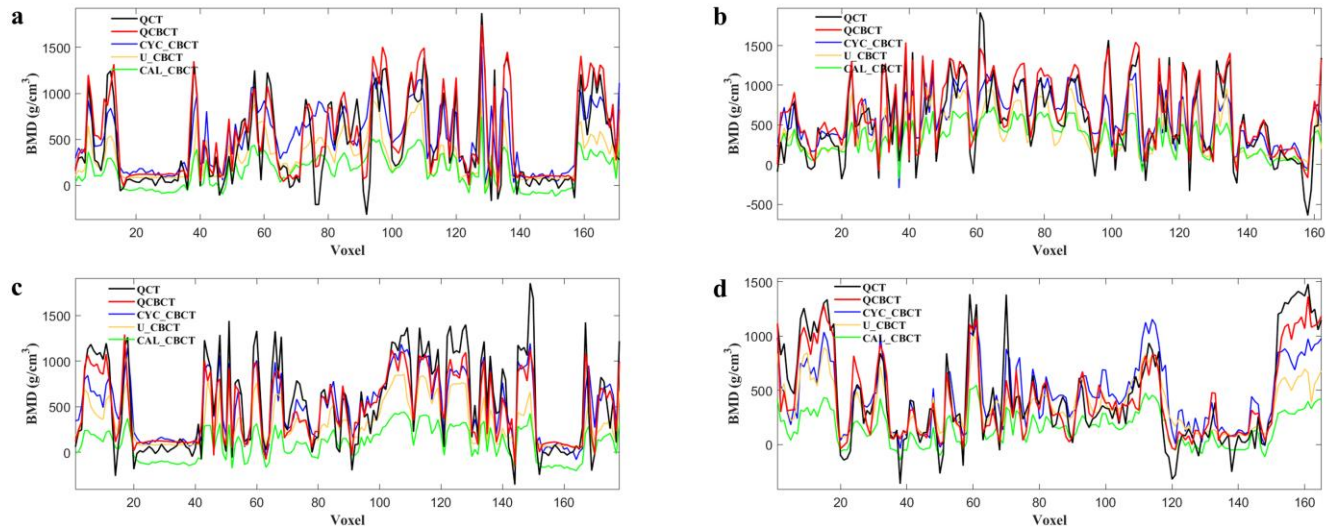 a
BMD (g/cm³)
1500
1000
500
0
QCT
QCBCT
CYC_CBCT
U_CBCT
CAL_CBCT
20 40 60 80 100 120 140 160
Voxel
b
BMD (g/cm³)
1500
1000
500
0
-500
QCT
QCBCT
CYC_CBCT
U_CBCT
CAL_CBCT
20 40 60 80 100 120 140 160
Voxel
c
BMD (g/cm³)
1500
1000
500
0
QCT
QCBCT
CYC_CBCT
U_CBCT
CAL_CBCT
20 40 60 80 100 120 140 160
Voxel
d
BMD (g/cm³)
1500
1000
500
0
QCT
QCBCT
CYC_CBCT
U_CBCT
CAL_CBCT
20 40 60 80 100 120 140 160
Voxel